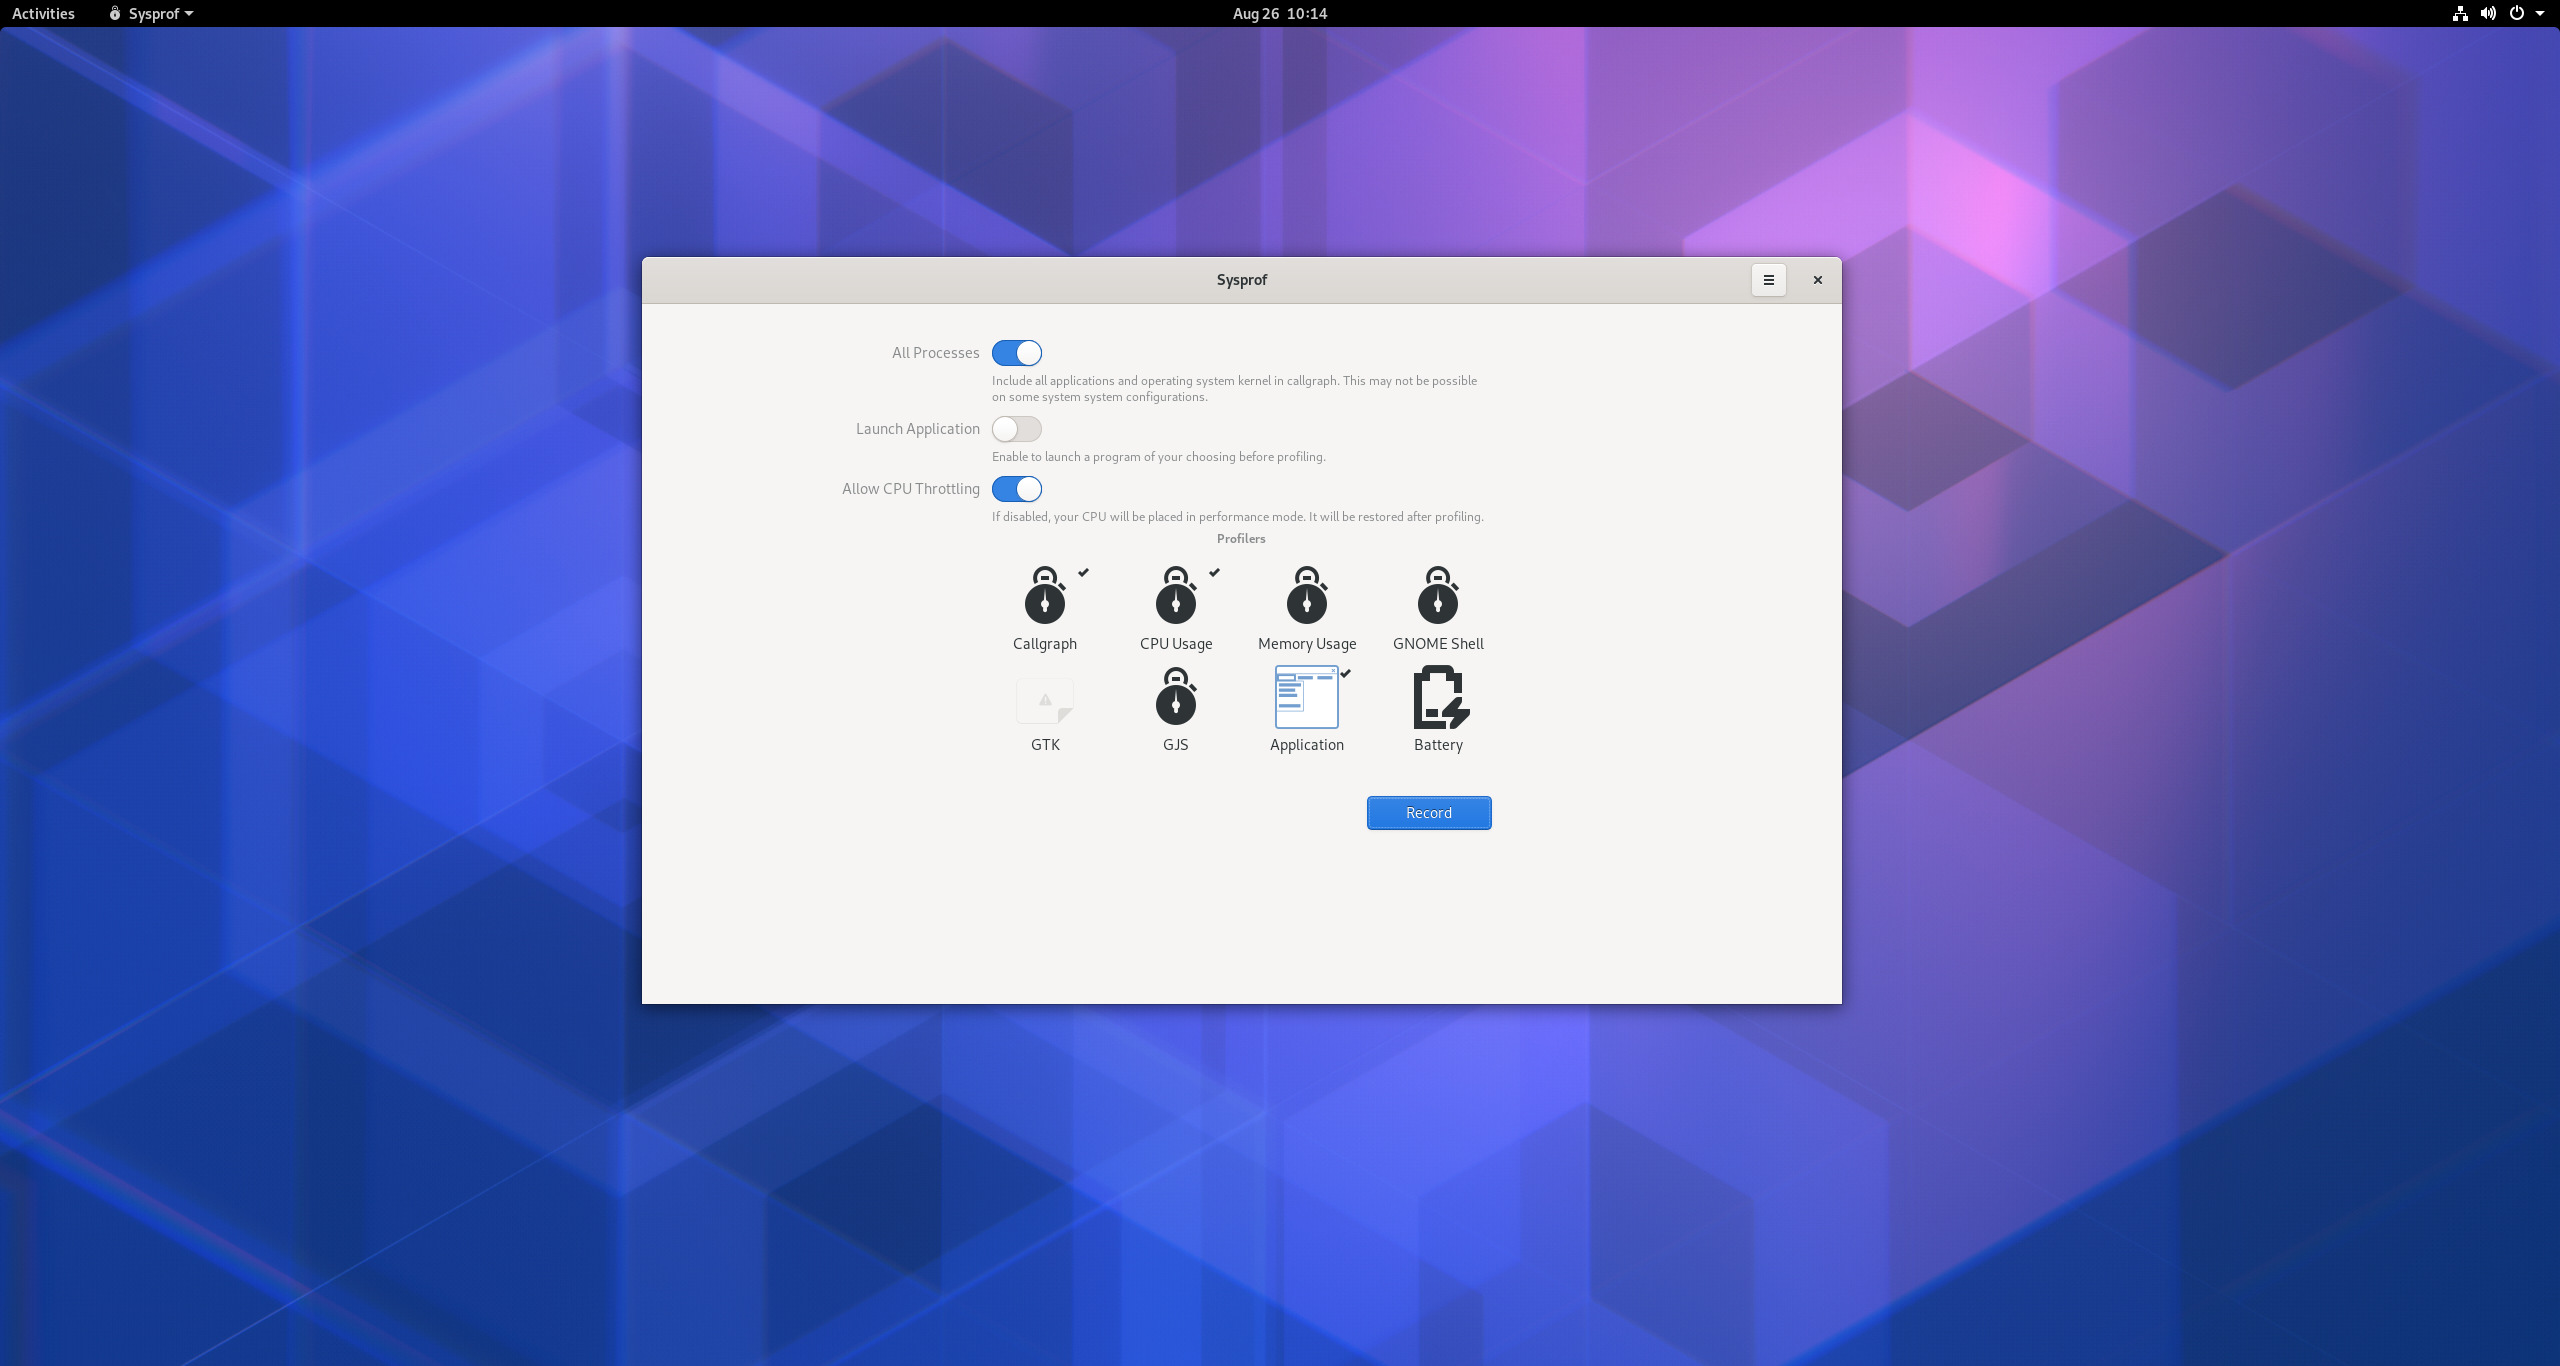 Activities
Sysprof
Aug 26 10:14
Sysprof
All Processes
Include all applications and operating system kernel in callgraph. This may not be possible
on some system system configurations.
Launch Application
Enable to launch a program of your choosing before profiling.
Allow CPU Throttling
If disabled, your CPU will be placed in performance mode. It will be restored after profiling.
Profilers
Callgraph
CPU Usage
Memory Usage
GNOME Shell
GTK
GJS
Application
Battery
Record